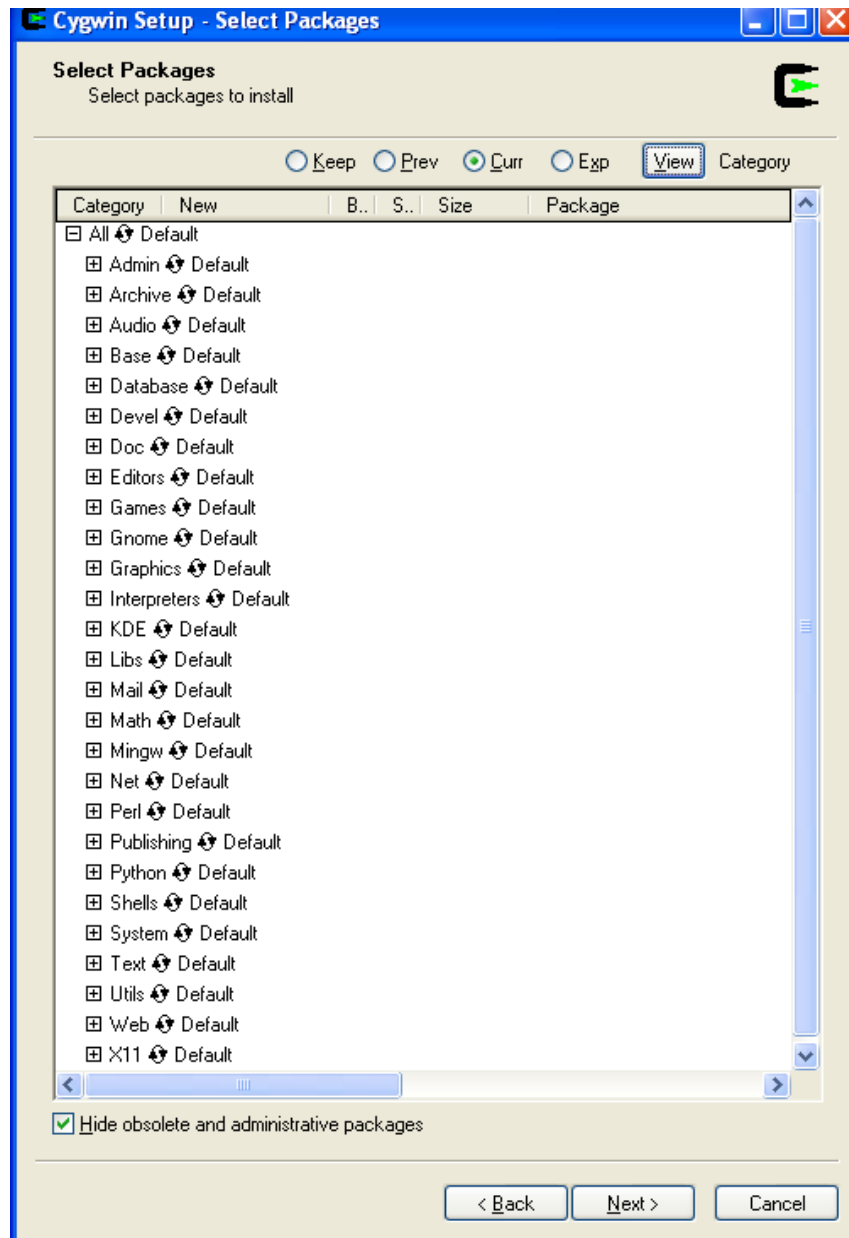 Cygwin Setup - Select Packages
Select Packages
Select packages to install
Keep Prev Curr Exp View Category
Category New B.. S.. Size Package
All Default
Admin Default
Archive Default
Audio Default
Base Default
Database Default
Devel Default
Doc Default
Editors Default
Games Default
Gnome Default
Graphics Default
Interpreters Default
KDE Default
Libs Default
Mail Default
Math Default
Mingw Default
Net Default
Perl Default
Publishing Default
Python Default
Shells Default
System Default
Text Default
Utils Default
Web Default
X11 Default
Hide obsolete and administrative packages
< Back Next > Cancel